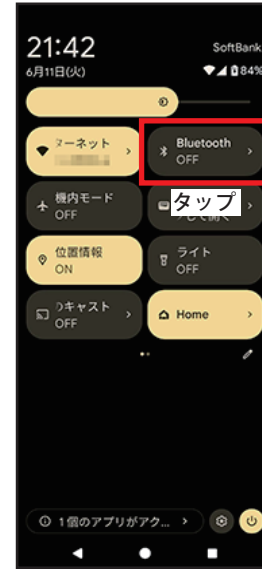 21:42
SoftBank
6月11日(火)
84%
ターネット
Bluetooth
OFF
機内モード
OFF
タップ
位置情報
ON
ライト
OFF
キャスト
OFF
Home
1個のアプリがアク...